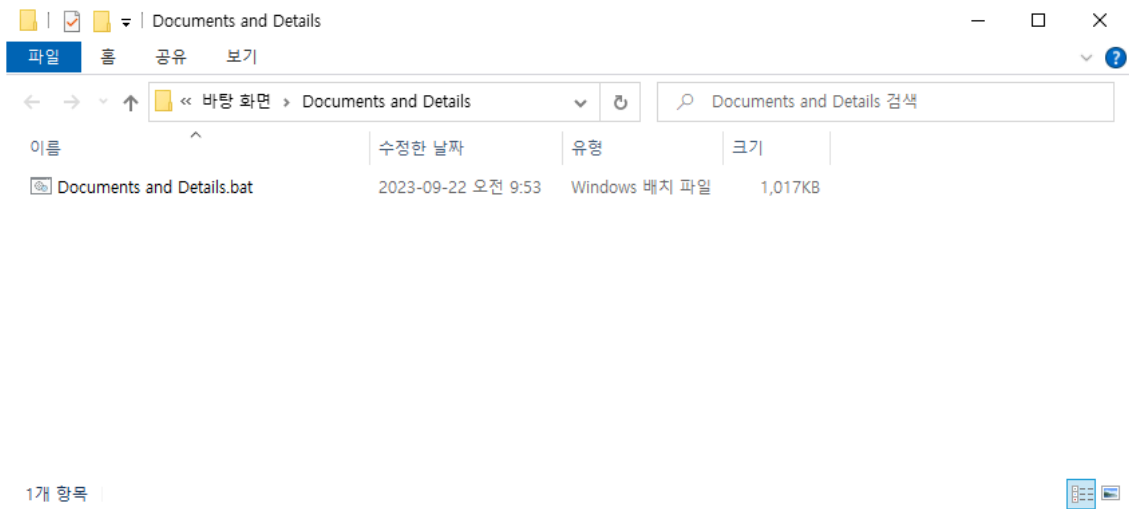 Documents and Details
파일 홈 공유 보기
« 바탕 화면 › Documents and Details
Documents and Details 검색
이름 수정한 날짜 유형 크기
Documents and Details.bat 2023-09-22 오전 9:53 Windows 배치 파일 1,017KB
1개 항목